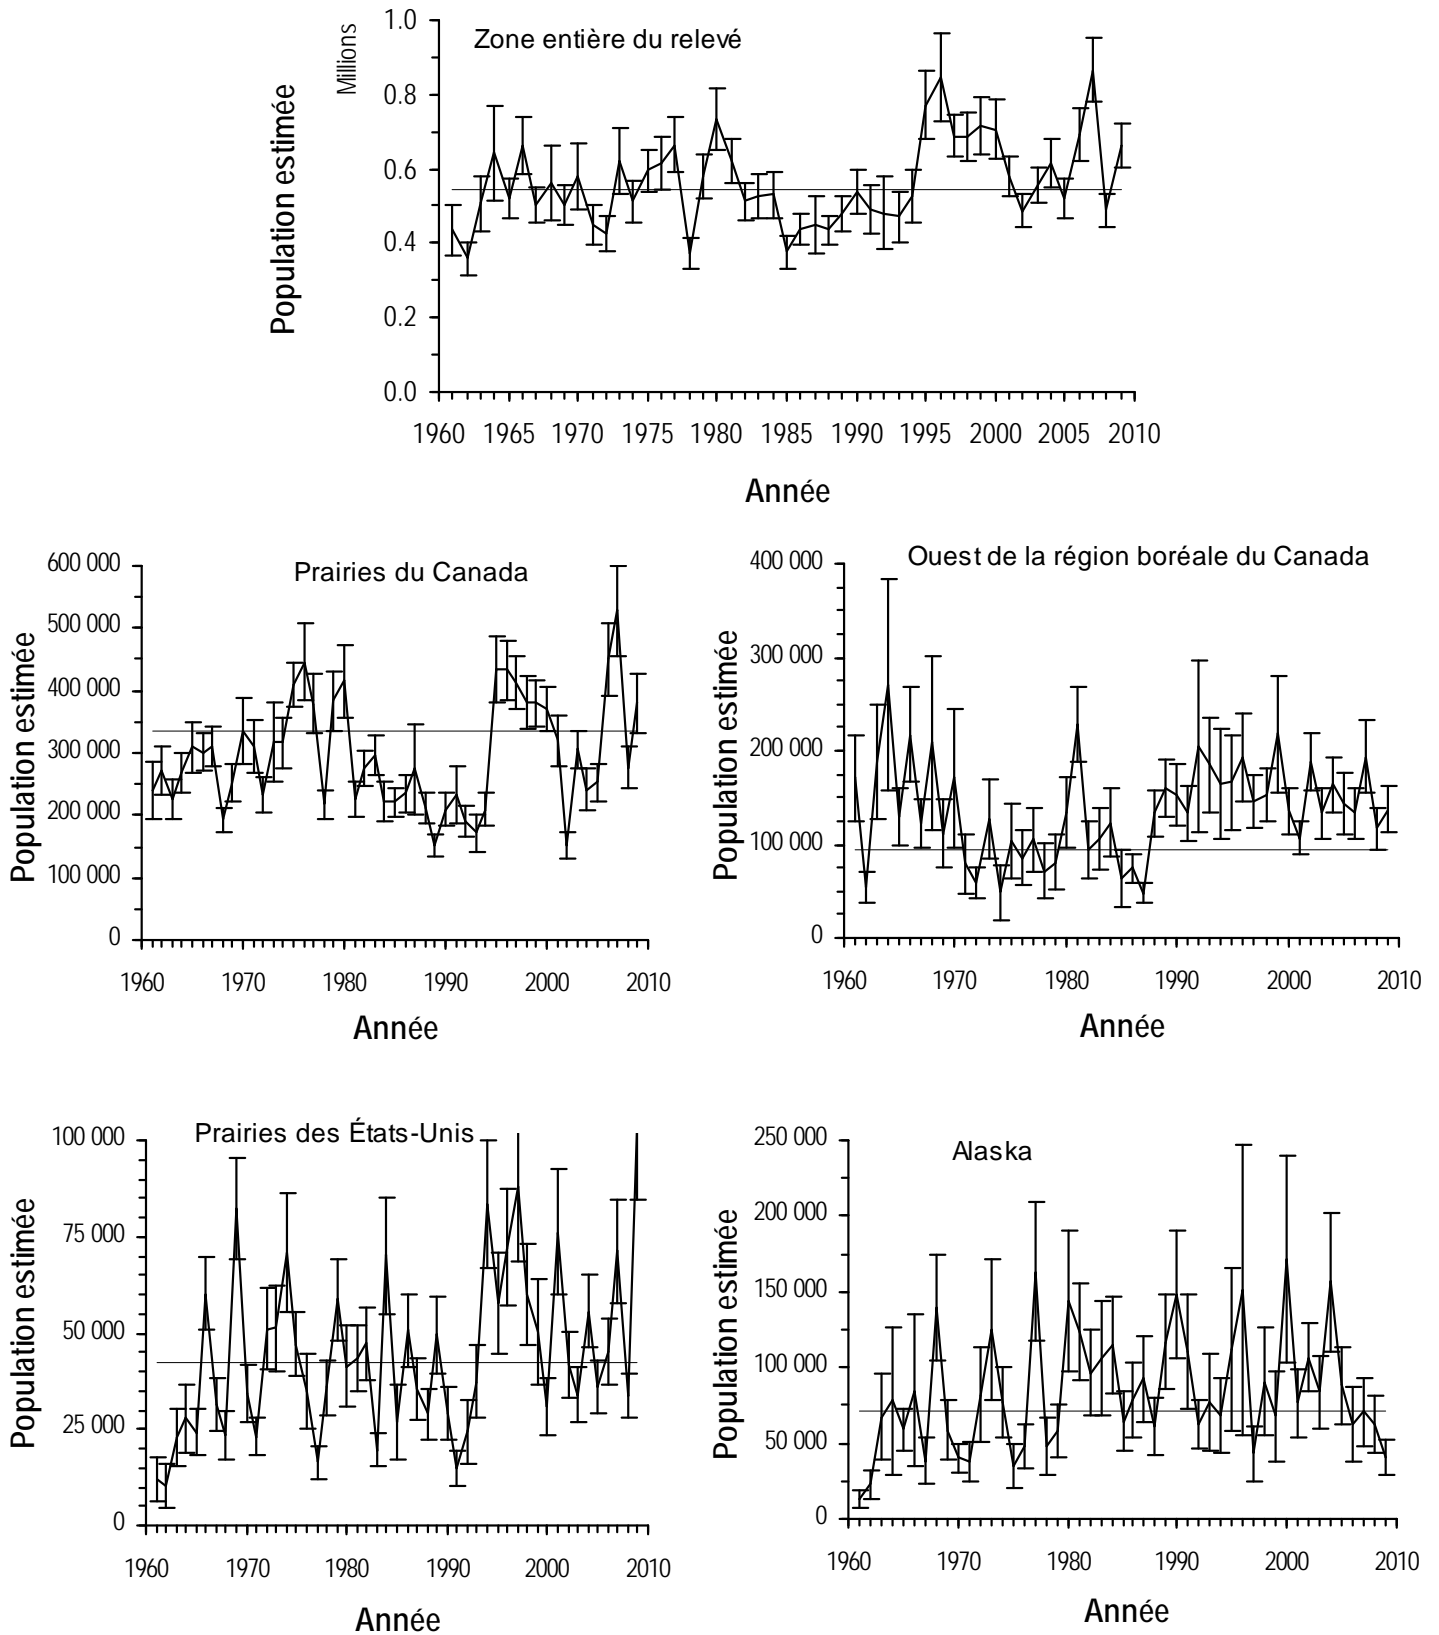 Zone entière du relevé
Millions
Population estimée
1.0
0.8
0.6
0.4
0.2
0.0
1960 1965 1970 1975 1980 1985 1990 1995 2000 2005 2010
Année
Prairies du Canada
Population estimée
600 000
500 000
400 000
300 000
200 000
100 000
0
1960 1970 1980 1990 2000 2010
Année
Ouest de la région boréale du Canada
Population estimée
400 000
300 000
200 000
100 000
0
1960 1970 1980 1990 2000 2010
Année
Prairies des États-Unis
Population estimée
100 000
75 000
50 000
25 000
0
1960 1970 1980 1990 2000 2010
Année
Alaska
Population estimée
250 000
200 000
150 000
100 000
50 000
0
1960 1970 1980 1990 2000 2010
Année